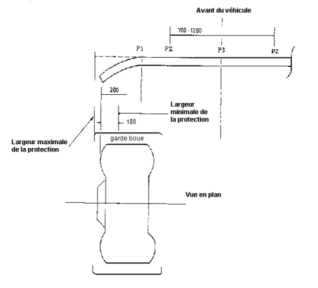 Avant du véhicule
700 -1200
P1
P2
P3
P2
200
Largeur
minimale de
la protection
100
Largeur maximale
de la protection
garde boue
Vue en plan